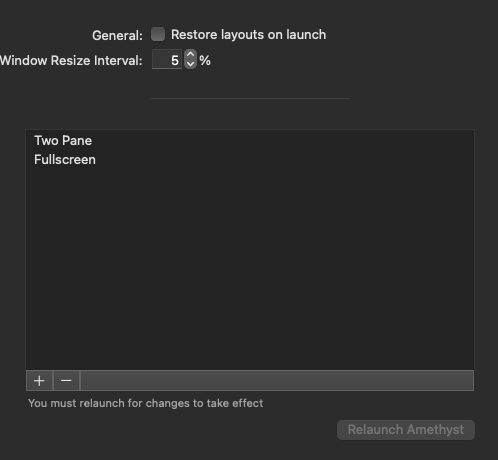 General: Restore layouts on launch
Window Resize Interval: 5 %
Two Pane
Fullscreen
+ −
You must relaunch for changes to take effect
Relaunch Amethyst